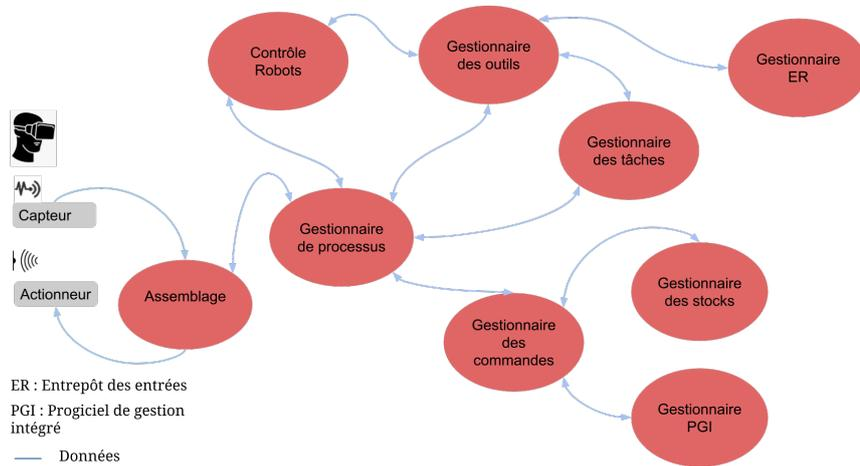 Contrôle
Robots
Gestionnaire
des outils
Gestionnaire
ER
Gestionnaire
des tâches
Capteur
Gestionnaire
de processus
Actionneur
Assemblage
Gestionnaire
des stocks
Gestionnaire
des
commandes
Gestionnaire
PGI
ER : Entrepôt des entrées
PGI : Progiciel de gestion
intégré
Données